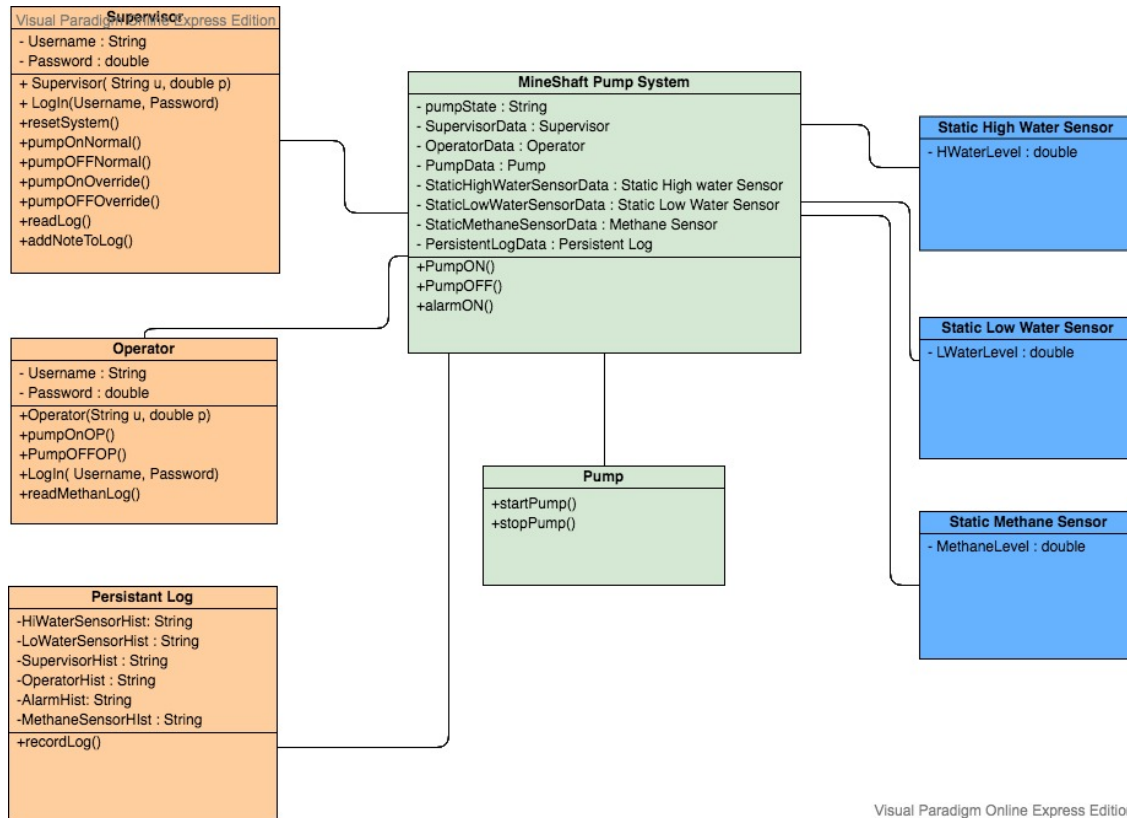 Supervisor
Visual Paradigm Online Express Edition
- Username : String
- Password : double
+ Supervisor( String u, double p)
+ LogIn(Username, Password)
+resetSystem()
+pumpOnNormal()
+pumpOFFNormal()
+pumpOnOverride()
+pumpOFFOverride()
+readLog()
+addNoteToLog()
MineShaft Pump System
- pumpState : String
- SupervisorData : Supervisor
- OperatorData : Operator
- PumpData : Pump
- StaticHighWaterSensorData : Static High water Sensor
- StaticLowWaterSensorData : Static Low Water Sensor
- StaticMethaneSensorData : Methane Sensor
- PersistentLogData : Persistent Log
+PumpON()
+PumpOFF()
+alarmON()
Static High Water Sensor
- HWaterLevel : double
Static Low Water Sensor
- LWaterLevel : double
Operator
- Username : String
- Password : double
+Operator(String u, double p)
+pumpOnOP()
+PumpOFFOP()
+LogIn( Username, Password)
+readMethanLog()
Pump
+startPump()
+stopPump()
Static Methane Sensor
- MethaneLevel : double
Persistant Log
-HiWaterSensorHist: String
-LoWaterSensorHist : String
-SupervisorHist : String
-OperatorHist : String
-AlarmHist: String
-MethaneSensorHIst : String
+recordLog()
Visual Paradigm Online Express Edition